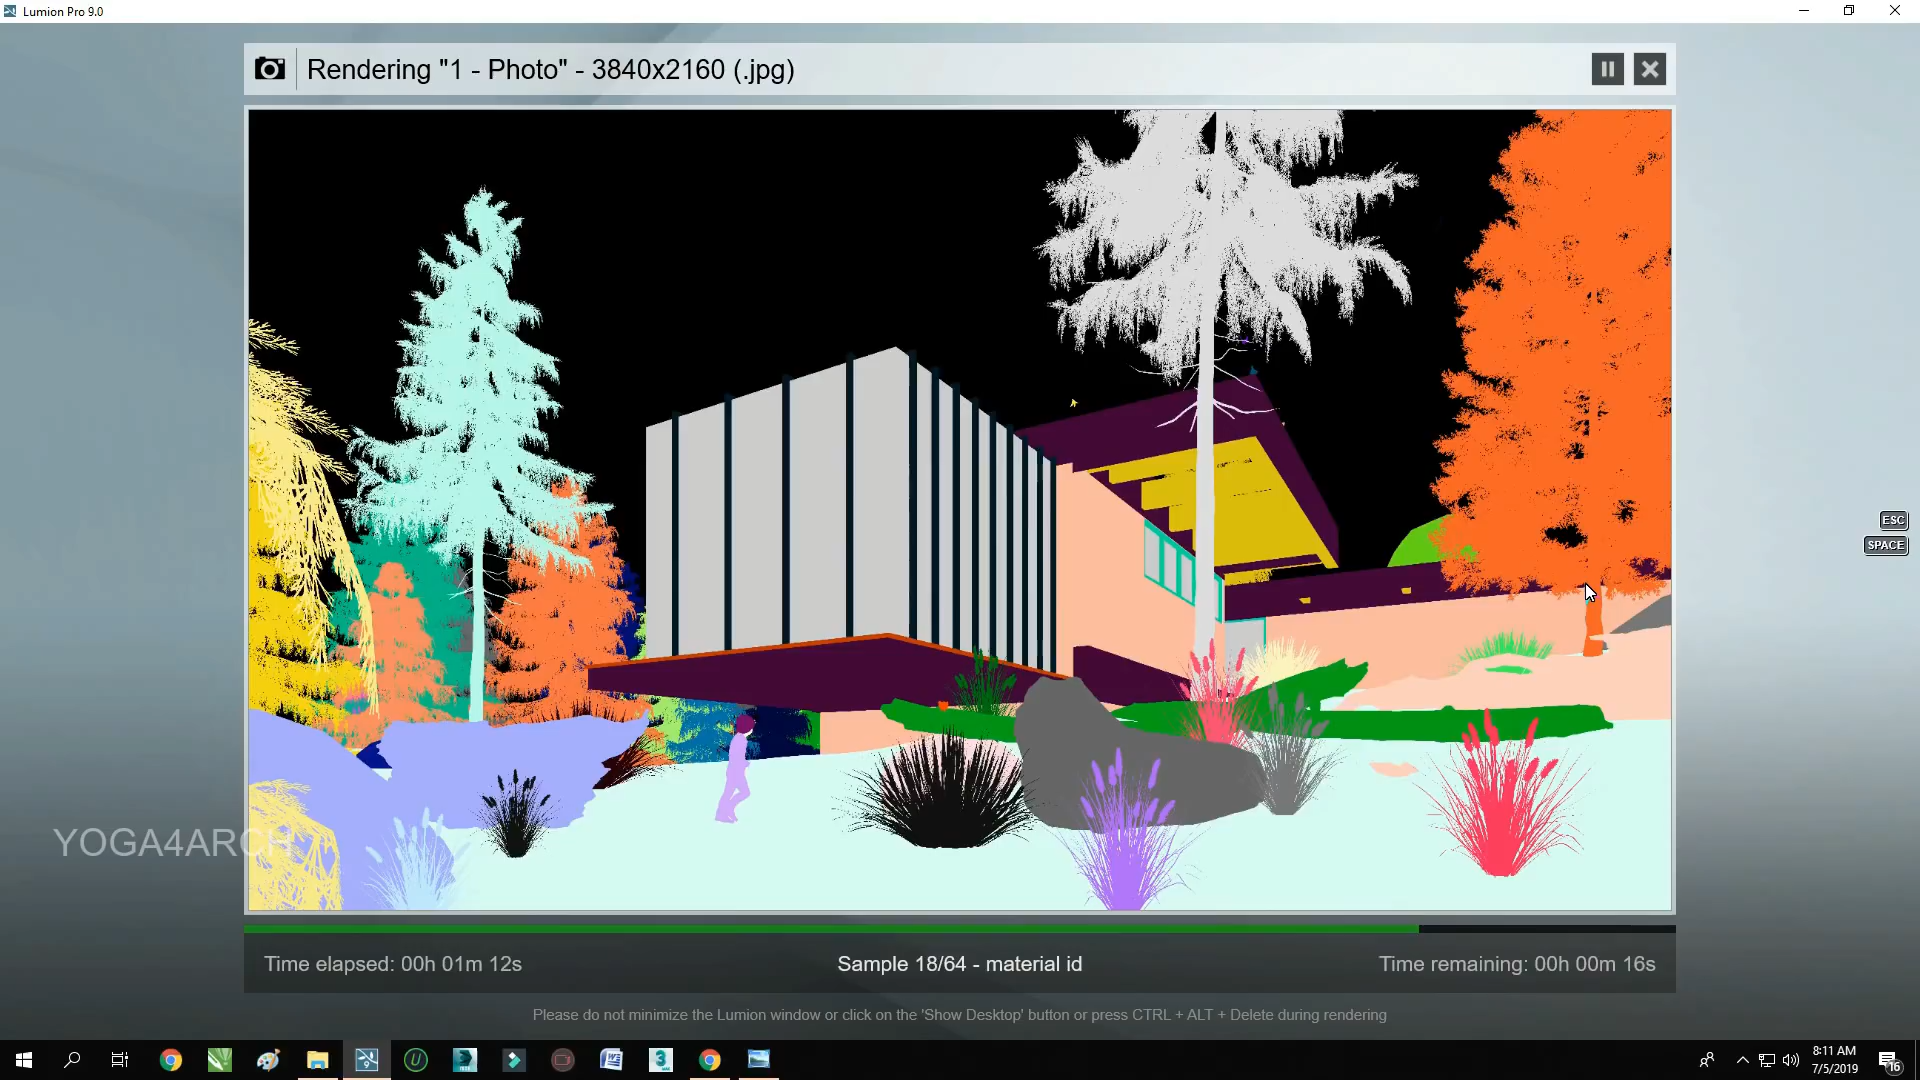 Lumion Pro 9.0
Rendering "1 - Photo" - 3840x2160 (.jpg)
ESC
SPACE
YOGA4ARCH
Time elapsed: 00h 01m 12s
Sample 18/64 - material id
Time remaining: 00h 00m 16s
Please do not minimize the Lumion window or click on the 'Show Desktop' button or press CTRL + ALT + Delete during rendering
9
U
W
3
8:11 AM
7/5/2019
16